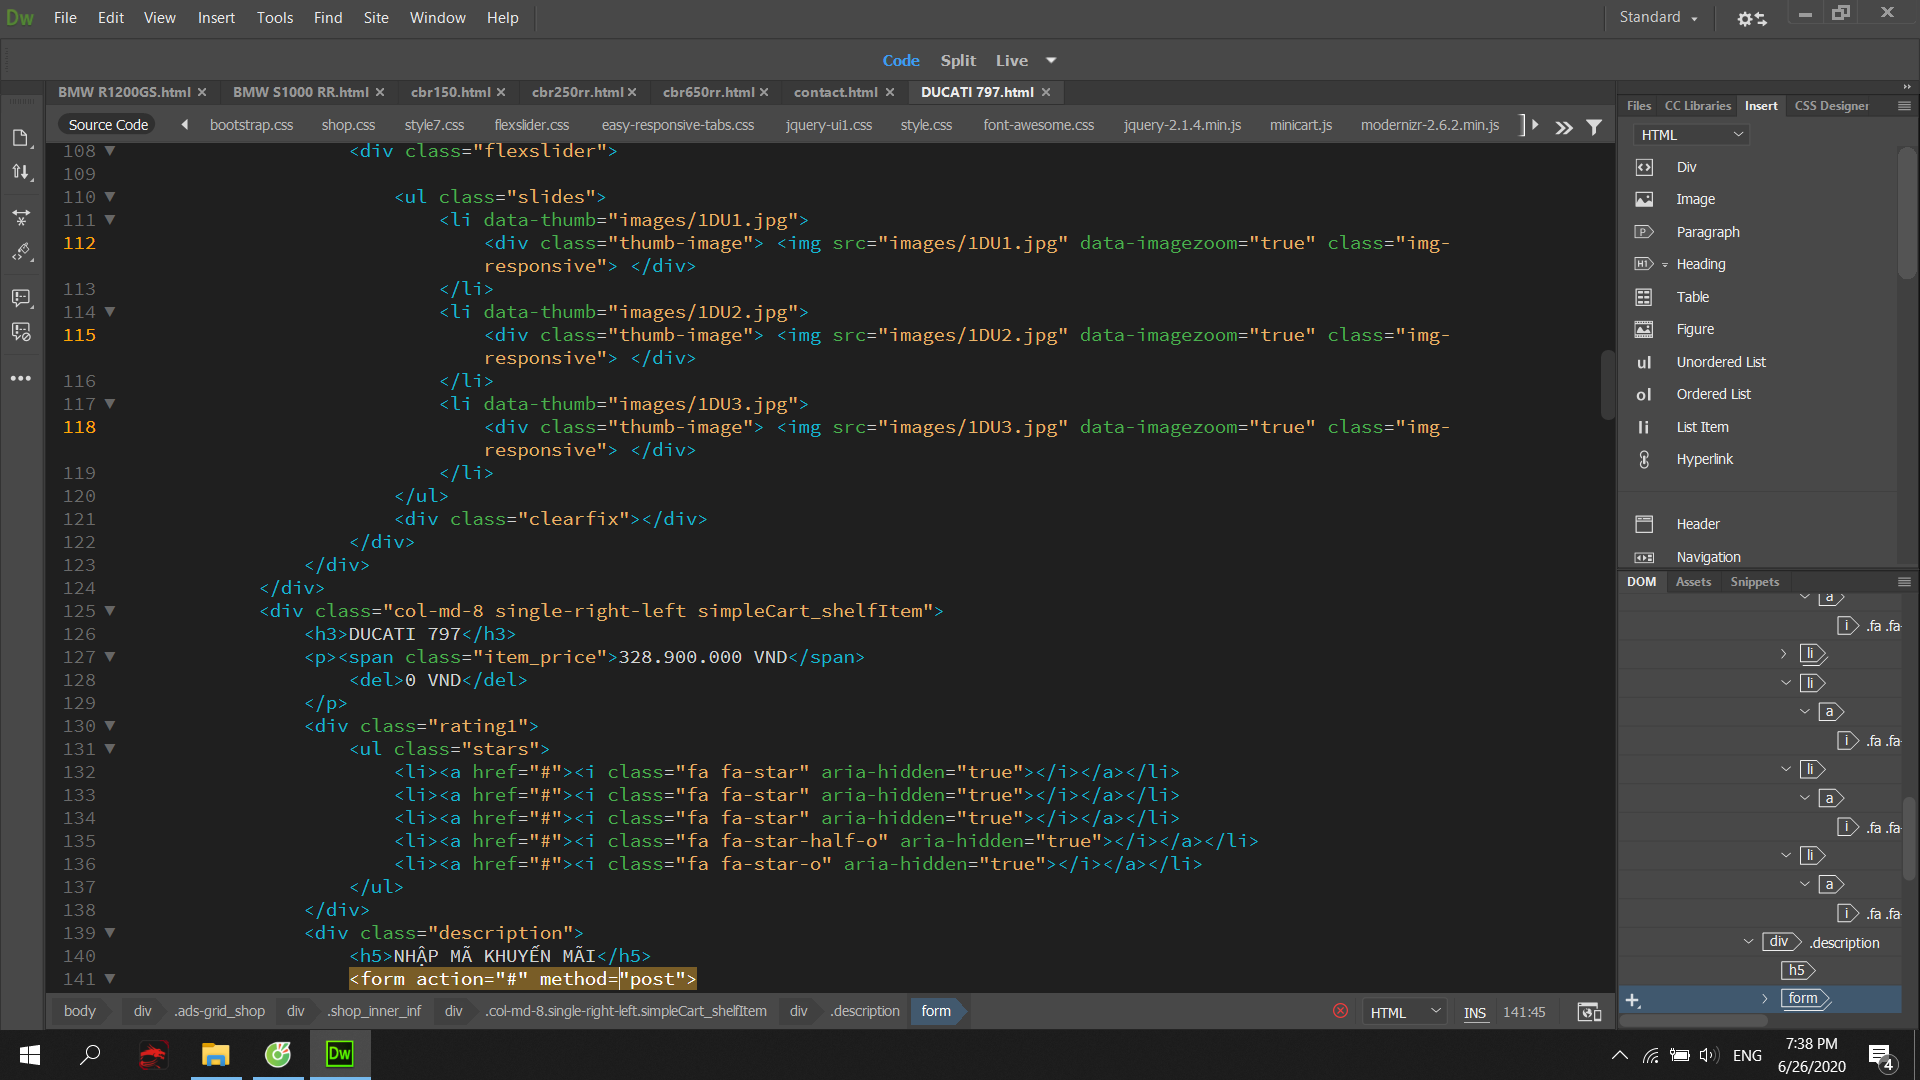 Dw File Edit View Insert Tools Find Site Window Help Standard
Code Split Live
BMW R1200GS.html BMW S1000 RR.html cbr150.html cbr250rr.html cbr650rr.html contact.html DUCATI 797.html
Source Code bootstrap.css shop.css style7.css flexslider.css easy-responsive-tabs.css jquery-ui1.css style.css font-awesome.css jquery-2.1.4.min.js minicart.js modernizr-2.6.2.min.js
108 <div class="flexslider">
109
110 <ul class="slides">
111 <li data-thumb="images/1DU1.jpg">
112 <div class="thumb-image"> <img src="images/1DU1.jpg" data-imagezoom="true" class="img-
responsive"> </div>
113 </li>
114 <li data-thumb="images/1DU2.jpg">
115 <div class="thumb-image"> <img src="images/1DU2.jpg" data-imagezoom="true" class="img-
responsive"> </div>
116 </li>
117 <li data-thumb="images/1DU3.jpg">
118 <div class="thumb-image"> <img src="images/1DU3.jpg" data-imagezoom="true" class="img-
responsive"> </div>
119 </li>
120 </ul>
121 <div class="clearfix"></div>
122 </div>
123 </div>
124 </div>
125 <div class="col-md-8 single-right-left simpleCart_shelfItem">
126 <h3>DUCATI 797</h3>
127 <p><span class="item_price">328.900.000 VND</span>
128 <del>0 VND</del>
129 </p>
130 <div class="rating1">
131 <ul class="stars">
132 <li><a href="#"><i class="fa fa-star" aria-hidden="true"></i></a></li>
133 <li><a href="#"><i class="fa fa-star" aria-hidden="true"></i></a></li>
134 <li><a href="#"><i class="fa fa-star" aria-hidden="true"></i></a></li>
135 <li><a href="#"><i class="fa fa-star-half-o" aria-hidden="true"></i></a></li>
136 <li><a href="#"><i class="fa fa-star-o" aria-hidden="true"></i></a></li>
137 </ul>
138 </div>
139 <div class="description">
140 <h5>NHẬP MÃ KHUYẾN MÃI</h5>
141 <form action="#" method="post">
body div .ads-grid_shop div .shop_inner_inf div .col-md-8.single-right-left.simpleCart_shelfItem div .description form HTML INS 141:45
Files CC Libraries Insert CSS Designer
HTML
Div
Image
P Paragraph
H1 Heading
Table
Figure
ul Unordered List
ol Ordered List
li List Item
Hyperlink
Header
Navigation
DOM Assets Snippets
a
i .fa .fa-
li
li
a
i .fa .fa-
li
a
i .fa .fa-
li
a
i .fa .fa-
div .description
h5
form
Dw ENG 7:38 PM
6/26/2020 4